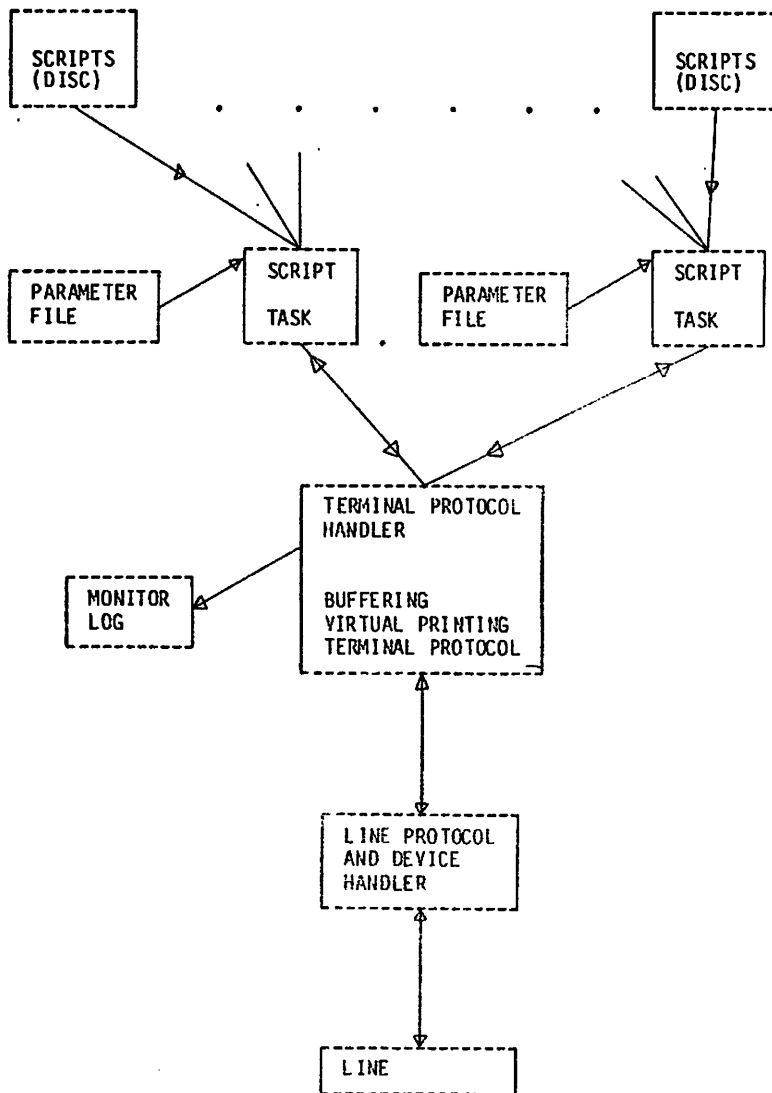 SCRIPTS
(DISC)
SCRIPTS
(DISC)
PARAMETER
FILE
SCRIPT
TASK
PARAMETER
FILE
SCRIPT
TASK
TERMINAL PROTOCOL
HANDLER
BUFFERING
VIRTUAL PRINTING
TERMINAL PROTOCOL
MONITOR
LOG
LINE PROTOCOL
AND DEVICE
HANDLER
LINE